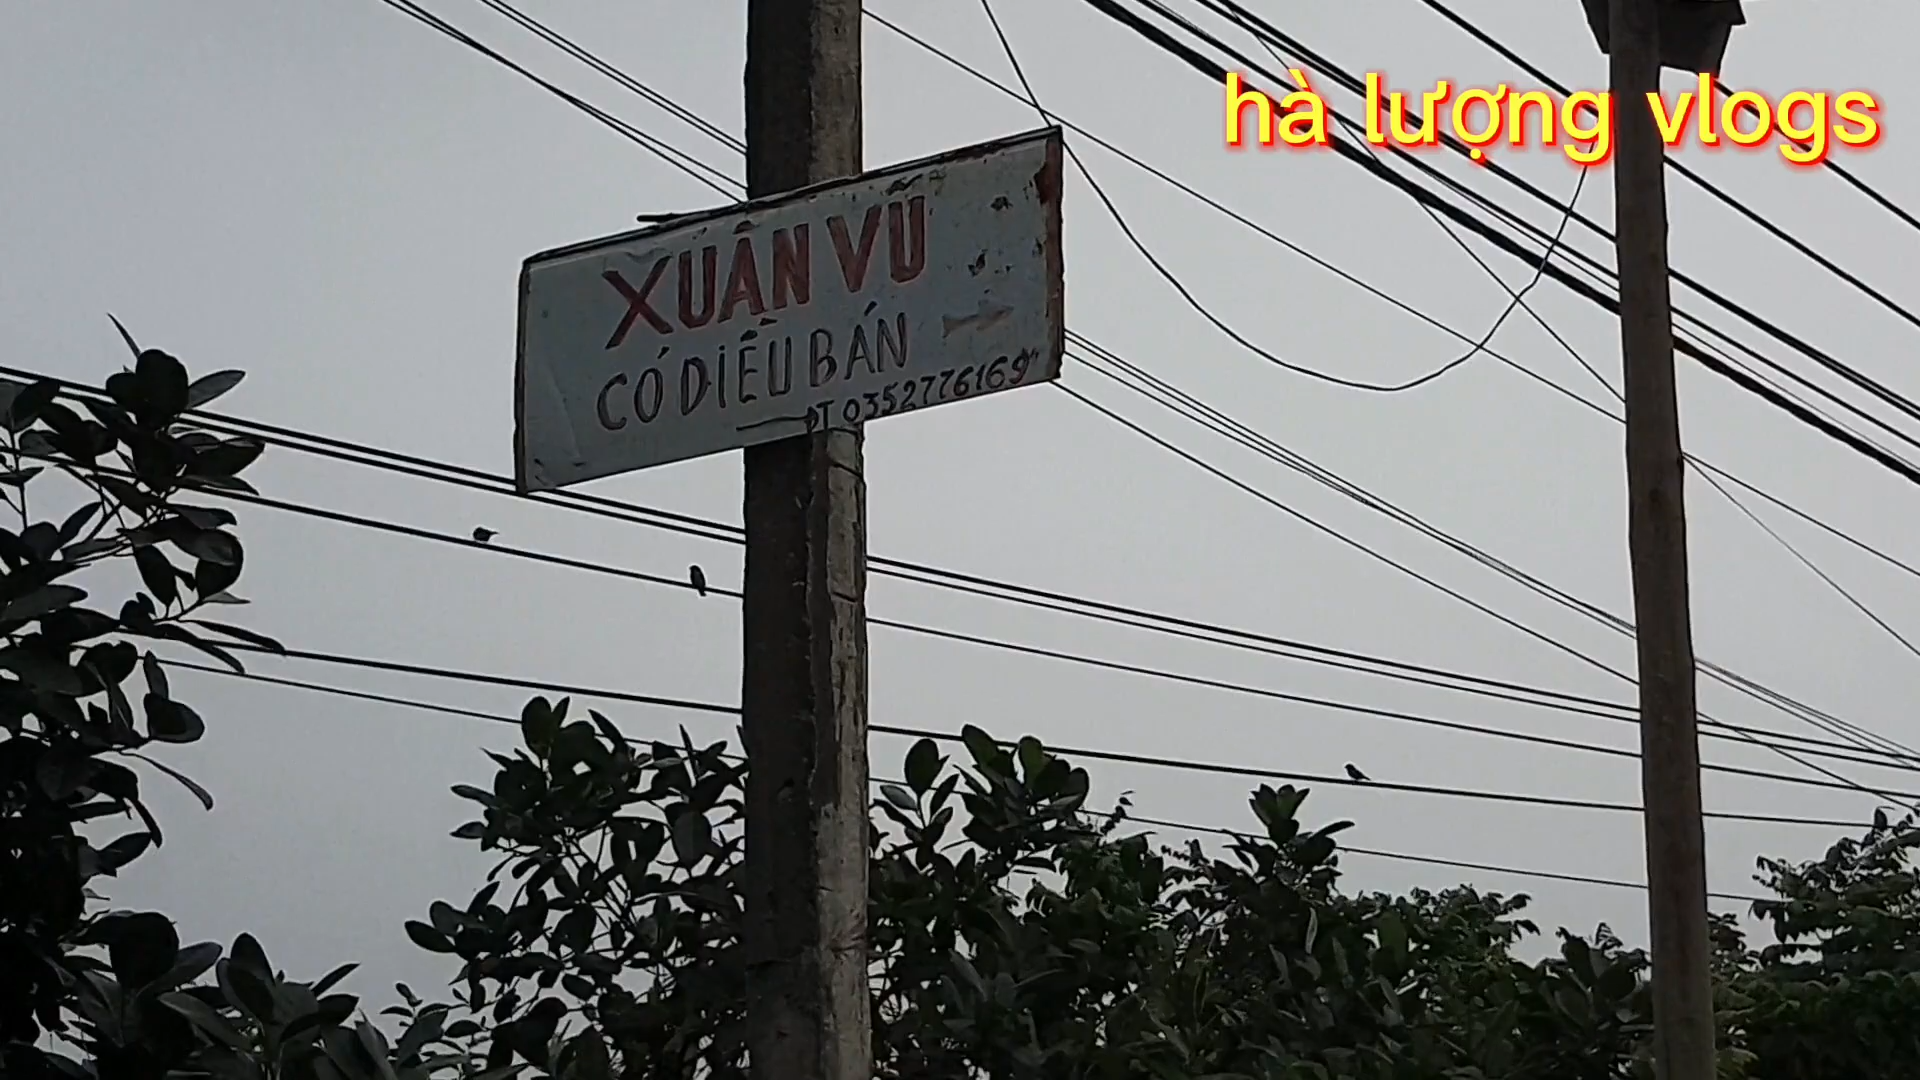 hà lượng vlogs
XUÂN VŨ
CÓ DIỀU BÁN
ĐT 0352776169